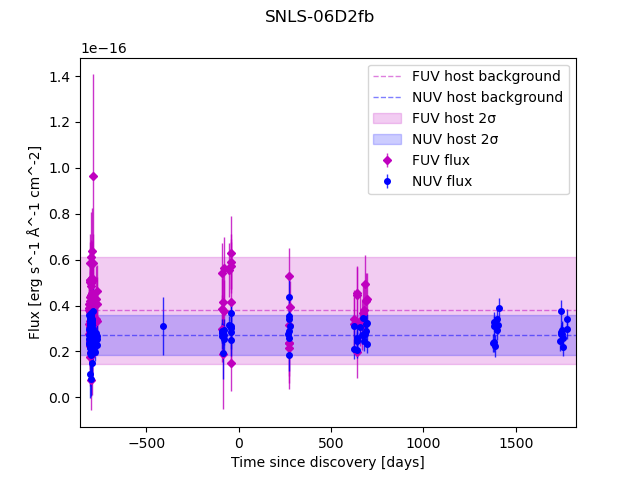 SNLS-06D2fb
1e−16
FUV host background
NUV host background
FUV host 2σ
NUV host 2σ
FUV flux
NUV flux
1.4
1.2
1.0
0.8
0.6
0.4
0.2
0.0
Flux [erg s^-1 Å^-1 cm^-2]
−500
0
500
1000
1500
Time since discovery [days]